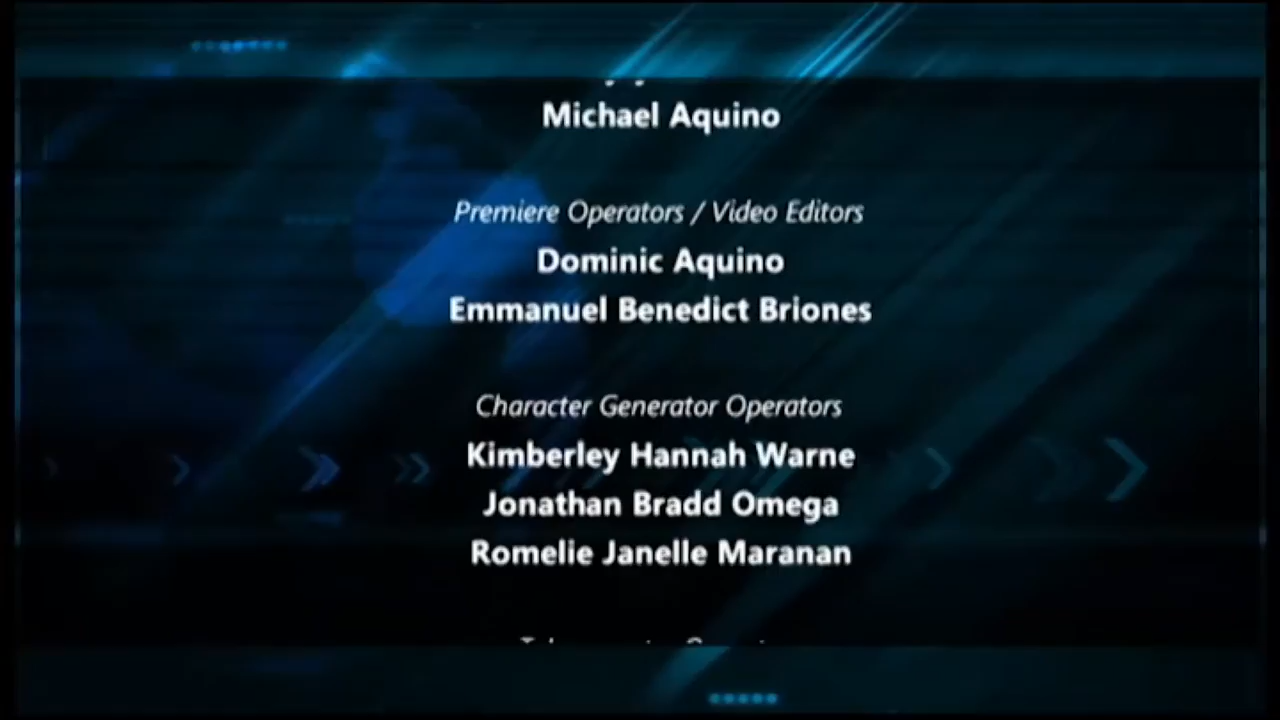 Michael Aquino
Premiere Operators / Video Editors
Dominic Aquino
Emmanuel Benedict Briones
Character Generator Operators
Kimberley Hannah Warne
Jonathan Bradd Omega
Romelie Janelle Maranan